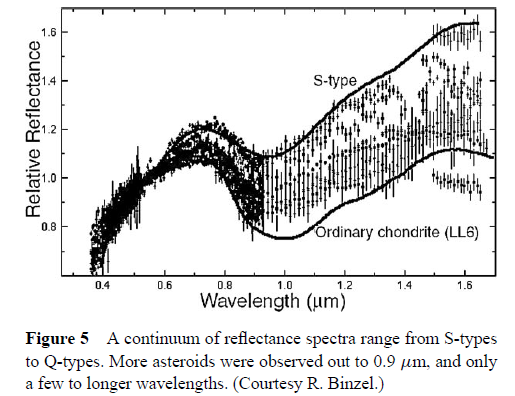 Relative Reflectance
1.6
1.4
1.2
1.0
0.8
S-type
Ordinary chondrite (LL6)
0.4 0.6 0.8 1.0 1.2 1.4 1.6
Wavelength (μm)
Figure 5 A continuum of reflectance spectra range from S-types
to Q-types. More asteroids were observed out to 0.9 μm, and only
a few to longer wavelengths. (Courtesy R. Binzel.)